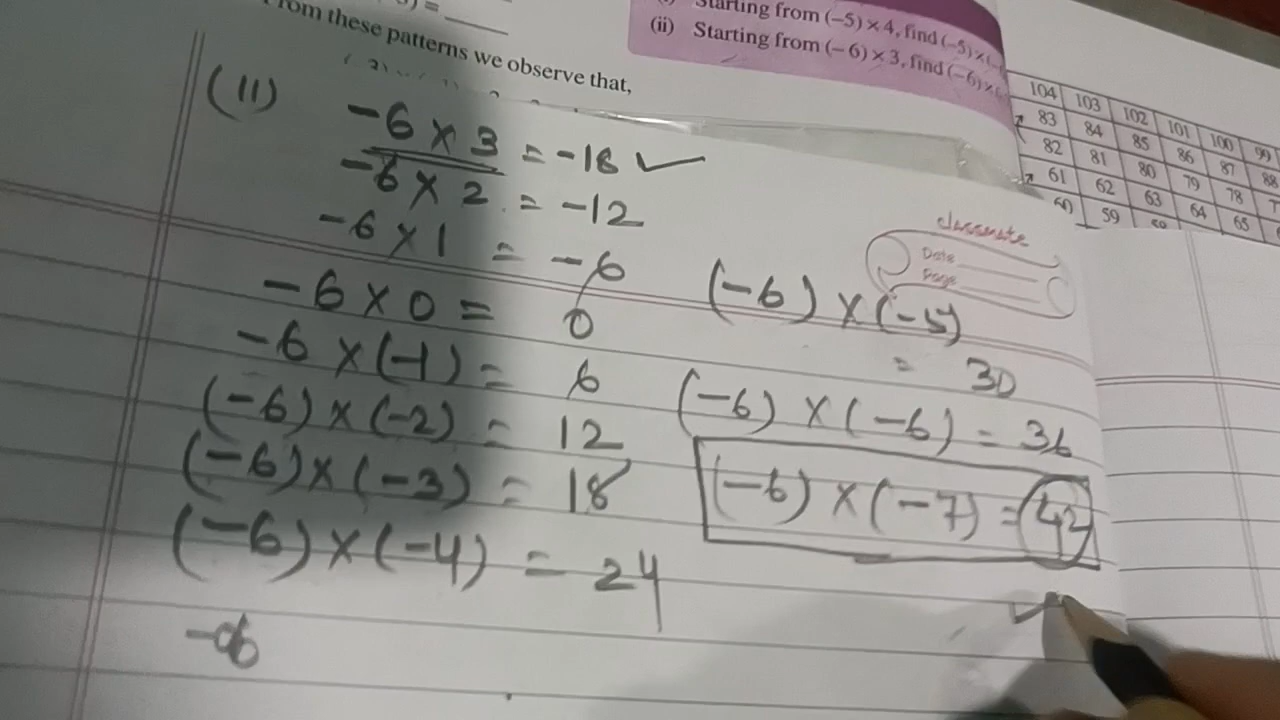 From these patterns we observe that,
Starting from (−5) × 4, find (−5) ×
(ii) Starting from (−6) × 3, find (−6) ×
104 103 102 101 100 99
83 84 85 86 87 88
82 81 80 79 78
61 62 63 64 65
60 59 58
classmate
Date
Page
(11)
-6 × 3 = -18 ✓
-6 × 2 = -12
-6 × 1 = -6
-6 × 0 = 0
-6 × (-1) = 6
(-6) × (-2) = 12
(-6) × (-3) = 18
(-6) × (-4) = 24
-6
(-6) × (-5)
= 30
(-6) × (-6) = 36
(-6) × (-7) = 42
✓